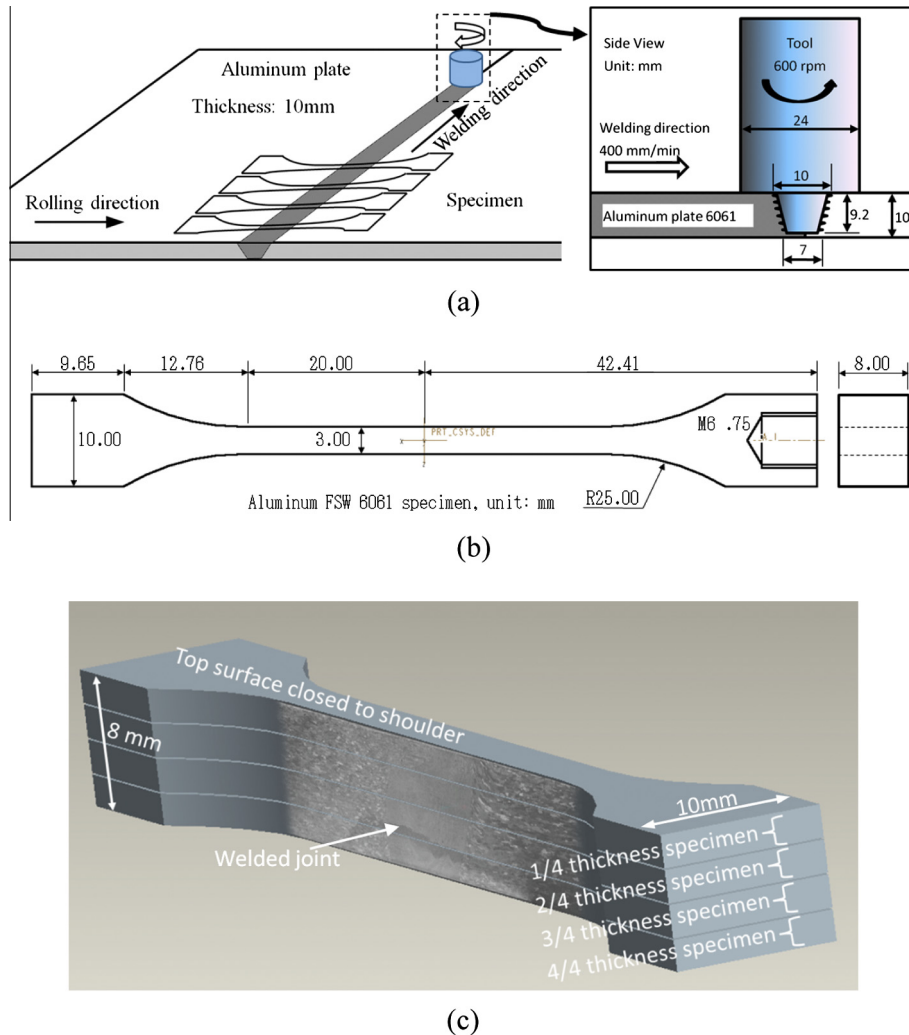 Aluminum plate
Thickness: 10mm
Welding direction
Rolling direction
Specimen
Side View
Unit: mm
Tool
600 rpm
24
Welding direction
400 mm/min
10
Aluminum plate 6061
9.2
10
7
(a)
9.65
12.76
20.00
42.41
8.00
10.00
3.00
PRT_CSYS_DEF
M6 .75
R25.00
Aluminum FSW 6061 specimen, unit: mm
(b)
Top surface closed to shoulder
8 mm
10mm
Welded joint
1/4 thickness specimen
2/4 thickness specimen
3/4 thickness specimen
4/4 thickness specimen
(c)